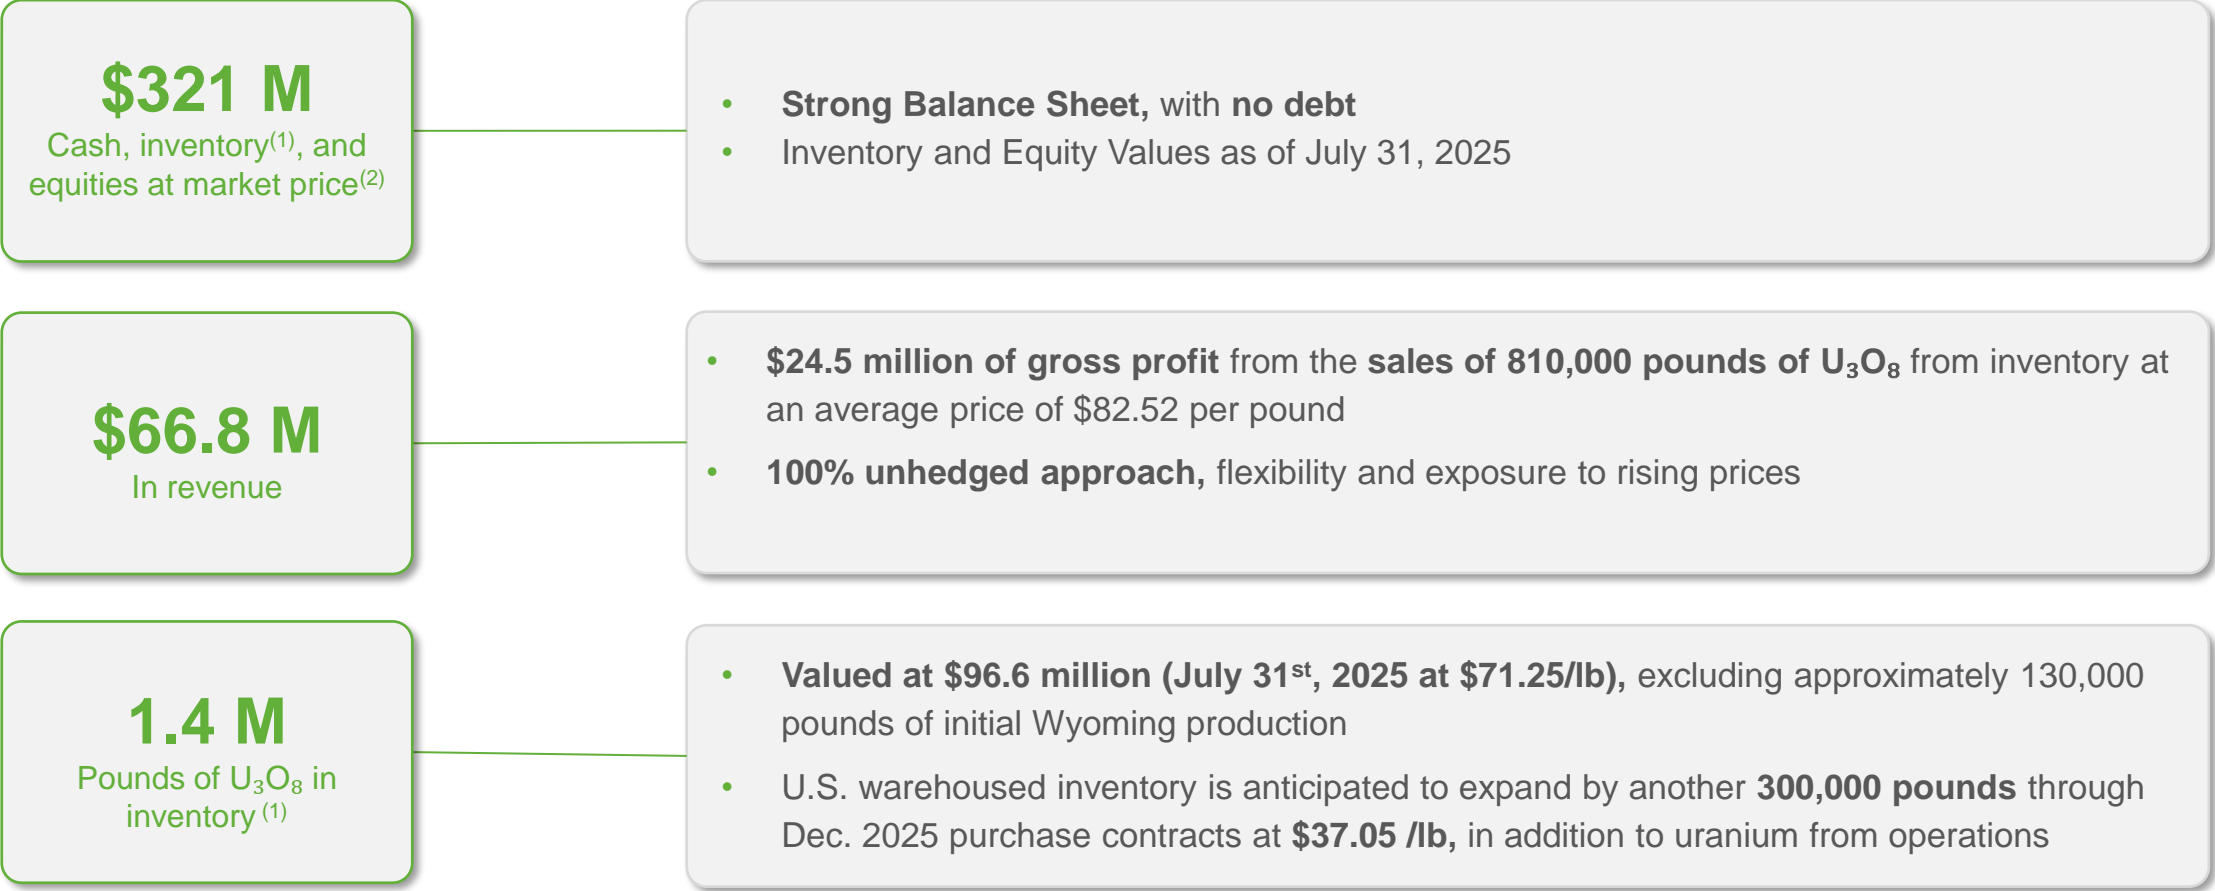 $321 M
Cash, inventory(1), and
equities at market price(2)
• Strong Balance Sheet, with no debt
• Inventory and Equity Values as of July 31, 2025
$66.8 M
In revenue
• $24.5 million of gross profit from the sales of 810,000 pounds of U₃O₈ from inventory at
an average price of $82.52 per pound
• 100% unhedged approach, flexibility and exposure to rising prices
1.4 M
Pounds of U₃O₈ in
inventory (1)
• Valued at $96.6 million (July 31st, 2025 at $71.25/lb), excluding approximately 130,000
pounds of initial Wyoming production
• U.S. warehoused inventory is anticipated to expand by another 300,000 pounds through
Dec. 2025 purchase contracts at $37.05 /lb, in addition to uranium from operations